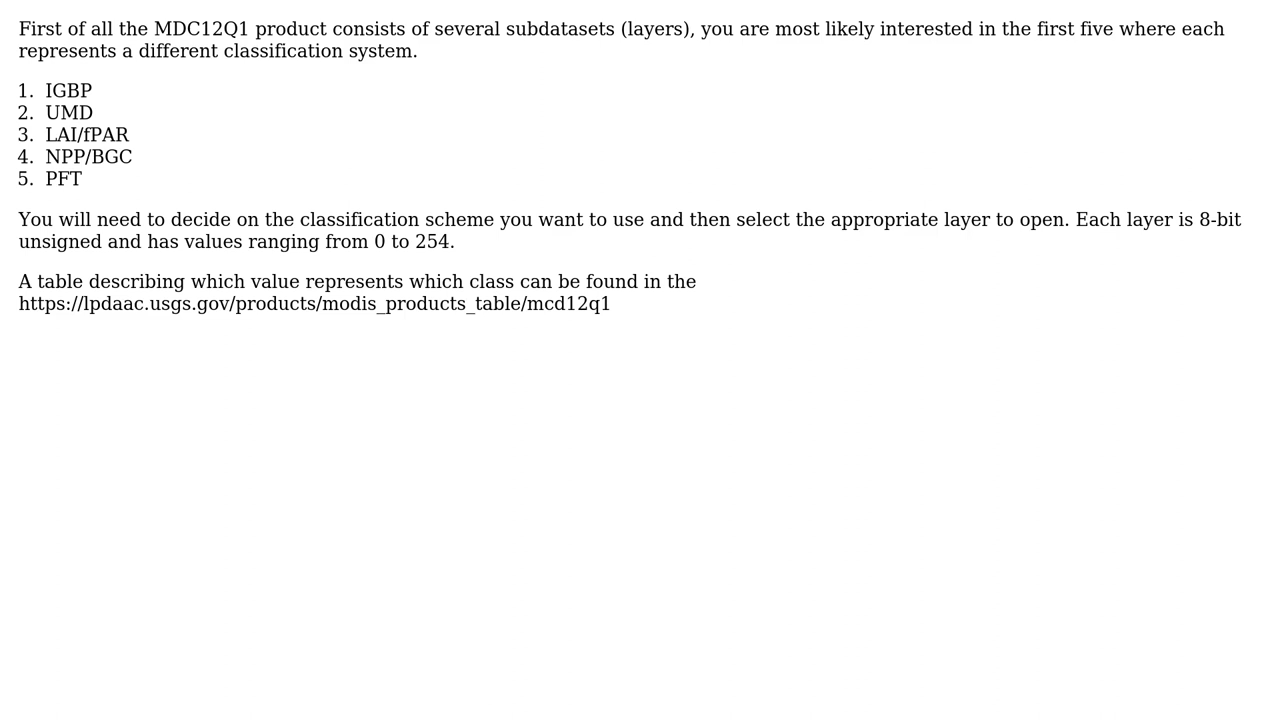 First of all the MDC12Q1 product consists of several subdatasets (layers), you are most likely interested in the first five where each
represents a different classification system.
1. IGBP
2. UMD
3. LAI/fPAR
4. NPP/BGC
5. PFT
You will need to decide on the classification scheme you want to use and then select the appropriate layer to open. Each layer is 8-bit
unsigned and has values ranging from 0 to 254.
A table describing which value represents which class can be found in the
https://lpdaac.usgs.gov/products/modis_products_table/mcd12q1